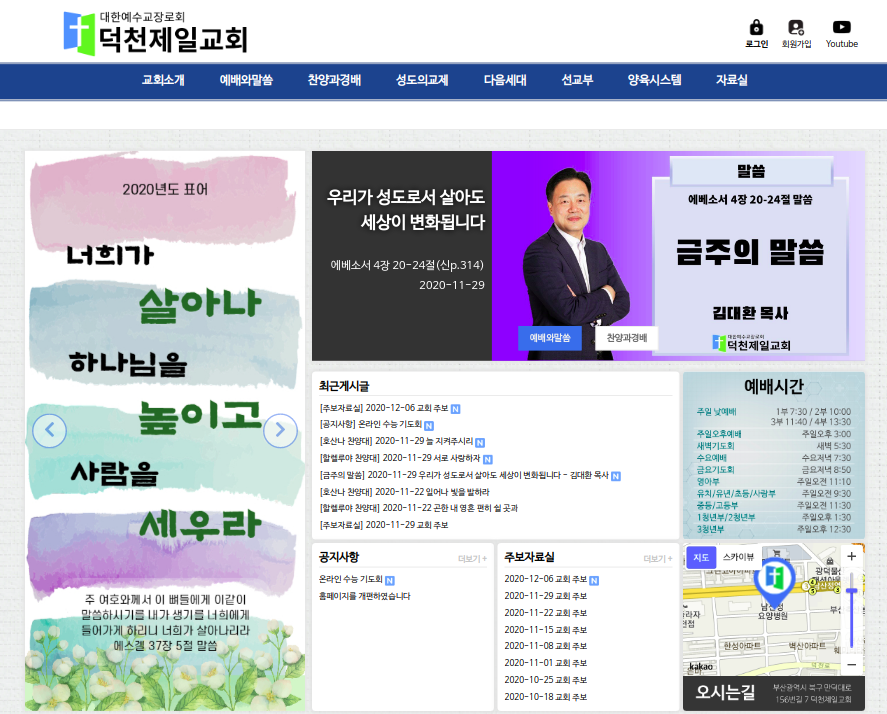 대한예수교장로회
덕천제일교회
로그인
회원가입
Youtube
교회소개
예배와말씀
찬양과경배
성도의교제
다음세대
선교부
양육시스템
자료실
2020년도 표어
너희가
살아나
하나님을
높이고
사람을
세우라
주 여호와께서 이 뼈들에게 이같이
말씀하시기를 내가 생기를 너희에게
들어가게 하리니 너희가 살아나리라
에스겔 37장 5절 말씀
우리가 성도로서 살아도
세상이 변화됩니다
에베소서 4장 20-24절(신p.314)
2020-11-29
말씀
에베소서 4장 20-24절 말씀
금주의 말씀
김대환 목사
대한예수교장로회
덕천제일교회
예배와말씀
찬양과경배
최근게시글
[주보자료실] 2020-12-06 교회 주보 N
[공지사항] 온라인 수능 기도회 N
[호산나 찬양대] 2020-11-29 늘 지켜주시리 N
[할렐루야 찬양대] 2020-11-29 서로 사랑하자 N
[금주의 말씀] 2020-11-29 우리가 성도로서 살아도 세상이 변화됩니다 - 김대환 목사 N
[호산나 찬양대] 2020-11-22 일어나 빛을 발하라
[할렐루야 찬양대] 2020-11-22 곤한 내 영혼 편히 쉴 곳과
[주보자료실] 2020-11-29 교회 주보
예배시간
주일 낮예배 1부 7:30 / 2부 10:00
3부 11:40 / 4부 13:30
주일오후예배 주일오후 3:00
새벽기도회 새벽 5:30
수요예배 수요저녁 7:30
금요기도회 금요저녁 8:50
영아부 주일오전 11:10
유치/유년/초등/사랑부 주일오전 9:30
중등/고등부 주일오전 11:30
1청년부/2청년부 주일오후 1:30
3청년부 주일오후 12:30
공지사항
더보기 +
온라인 수능 기도회 N
홈페이지를 개편하였습니다
주보자료실
더보기 +
2020-12-06 교회 주보 N
2020-11-29 교회 주보
2020-11-22 교회 주보
2020-11-15 교회 주보
2020-11-08 교회 주보
2020-11-01 교회 주보
2020-10-25 교회 주보
2020-10-18 교회 주보
지도
스카이뷰
요양병원
한성아파트
벽산아파트
kakao
오시는길
부산광역시 북구 만덕대로
156번길 7 덕천제일교회